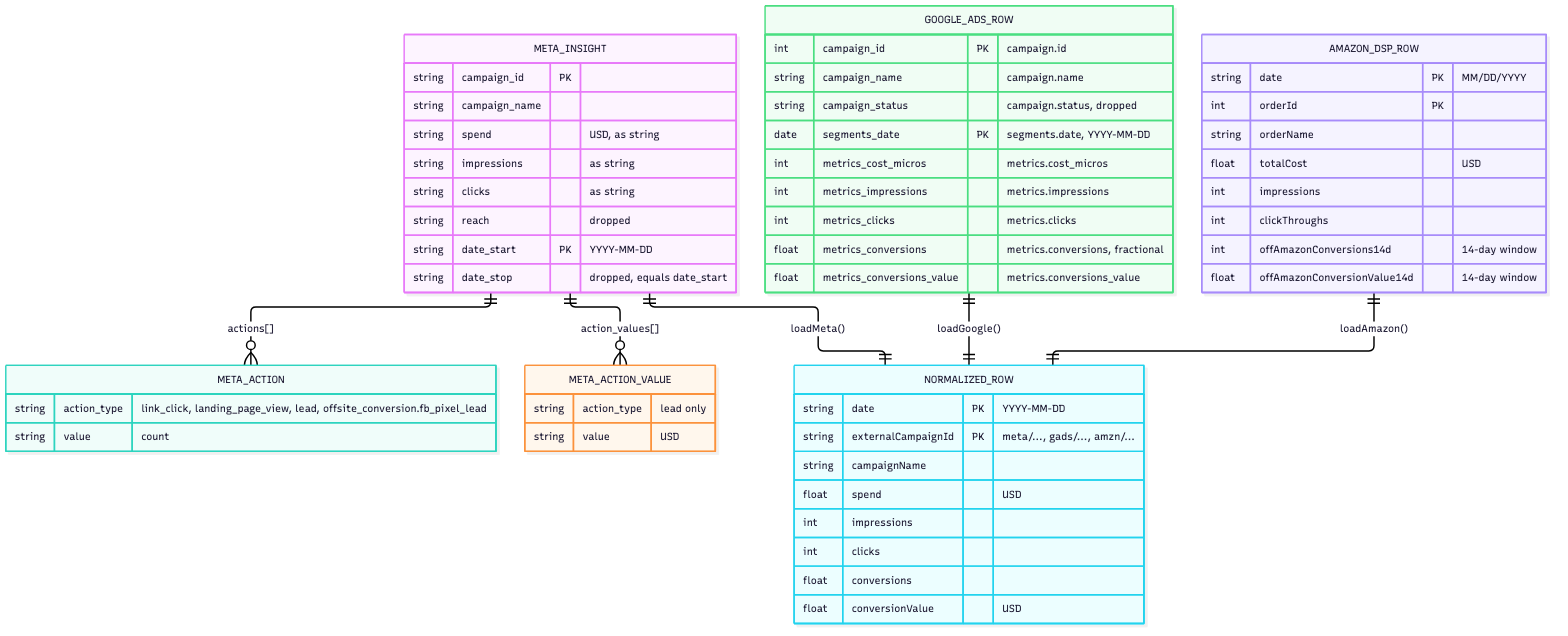 META_INSIGHT
string campaign_id PK
string campaign_name
string spend USD, as string
string impressions as string
string clicks as string
string reach dropped
string date_start PK YYYY-MM-DD
string date_stop dropped, equals date_start
GOOGLE_ADS_ROW
int campaign_id PK campaign.id
string campaign_name campaign.name
string campaign_status campaign.status, dropped
date segments_date PK segments.date, YYYY-MM-DD
int metrics_cost_micros metrics.cost_micros
int metrics_impressions metrics.impressions
int metrics_clicks metrics.clicks
float metrics_conversions metrics.conversions, fractional
float metrics_conversions_value metrics.conversions_value
AMAZON_DSP_ROW
string date PK MM/DD/YYYY
int orderId PK
string orderName
float totalCost USD
int impressions
int clickThroughs
int offAmazonConversions14d 14-day window
float offAmazonConversionValue14d 14-day window
actions[]
action_values[]
loadMeta()
loadGoogle()
loadAmazon()
META_ACTION
string action_type link_click, landing_page_view, lead, offsite_conversion.fb_pixel_lead
string value count
META_ACTION_VALUE
string action_type lead only
string value USD
NORMALIZED_ROW
string date PK YYYY-MM-DD
string externalCampaignId PK meta/..., gads/..., amzn/...
string campaignName
float spend USD
int impressions
int clicks
float conversions
float conversionValue USD